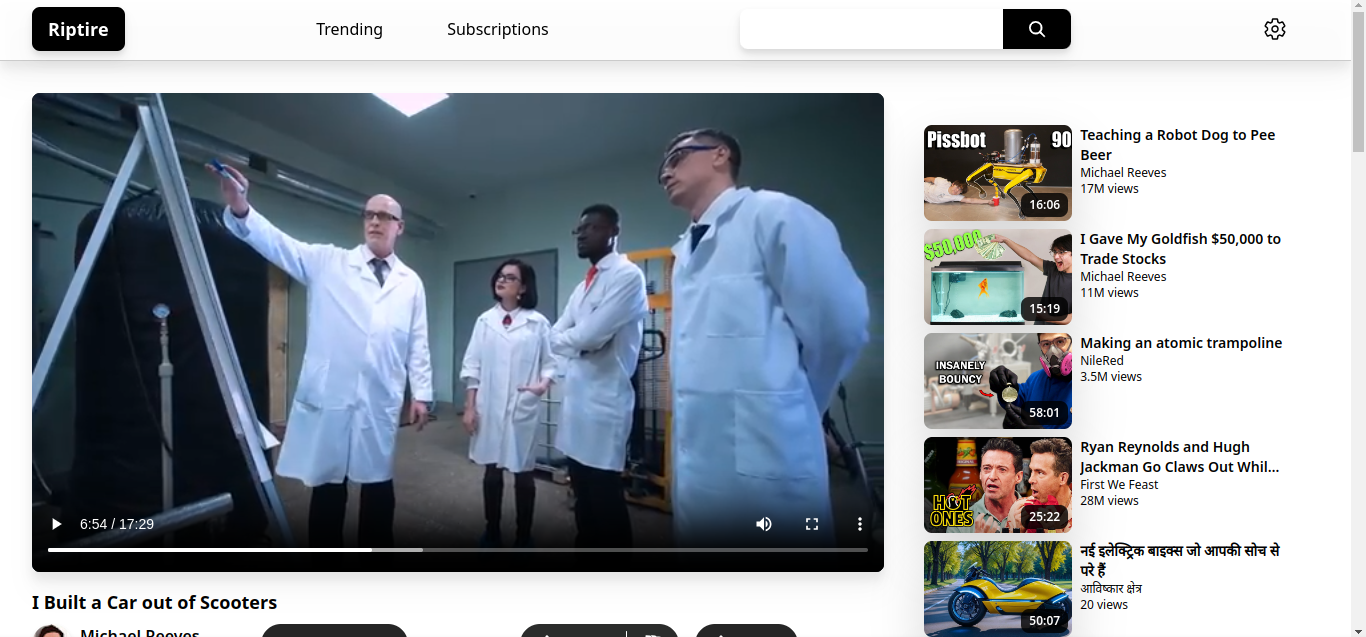 Riptire
Trending
Subscriptions
6:54 / 17:29
I Built a Car out of Scooters
Michael Reeves
Pissbot
90
16:06
Teaching a Robot Dog to Pee
Beer
Michael Reeves
17M views
$50,000
15:19
I Gave My Goldfish $50,000 to
Trade Stocks
Michael Reeves
11M views
INSANELY
BOUNCY
58:01
Making an atomic trampoline
NileRed
3.5M views
HOT
ONES
25:22
Ryan Reynolds and Hugh
Jackman Go Claws Out Whil...
First We Feast
28M views
50:07
नई इलेक्ट्रिक बाइक्स जो आपकी सोच से
परे हैं
आविष्कार क्षेत्र
20 views